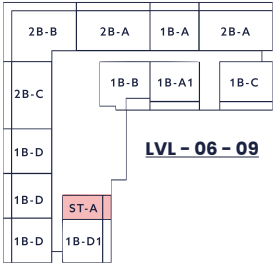 2B-B 2B-A 1B-A 2B-A
1B-B 1B-A1 1B-C
2B-C
LVL - 06 - 09
1B-D
1B-D
ST-A
1B-D 1B-D1